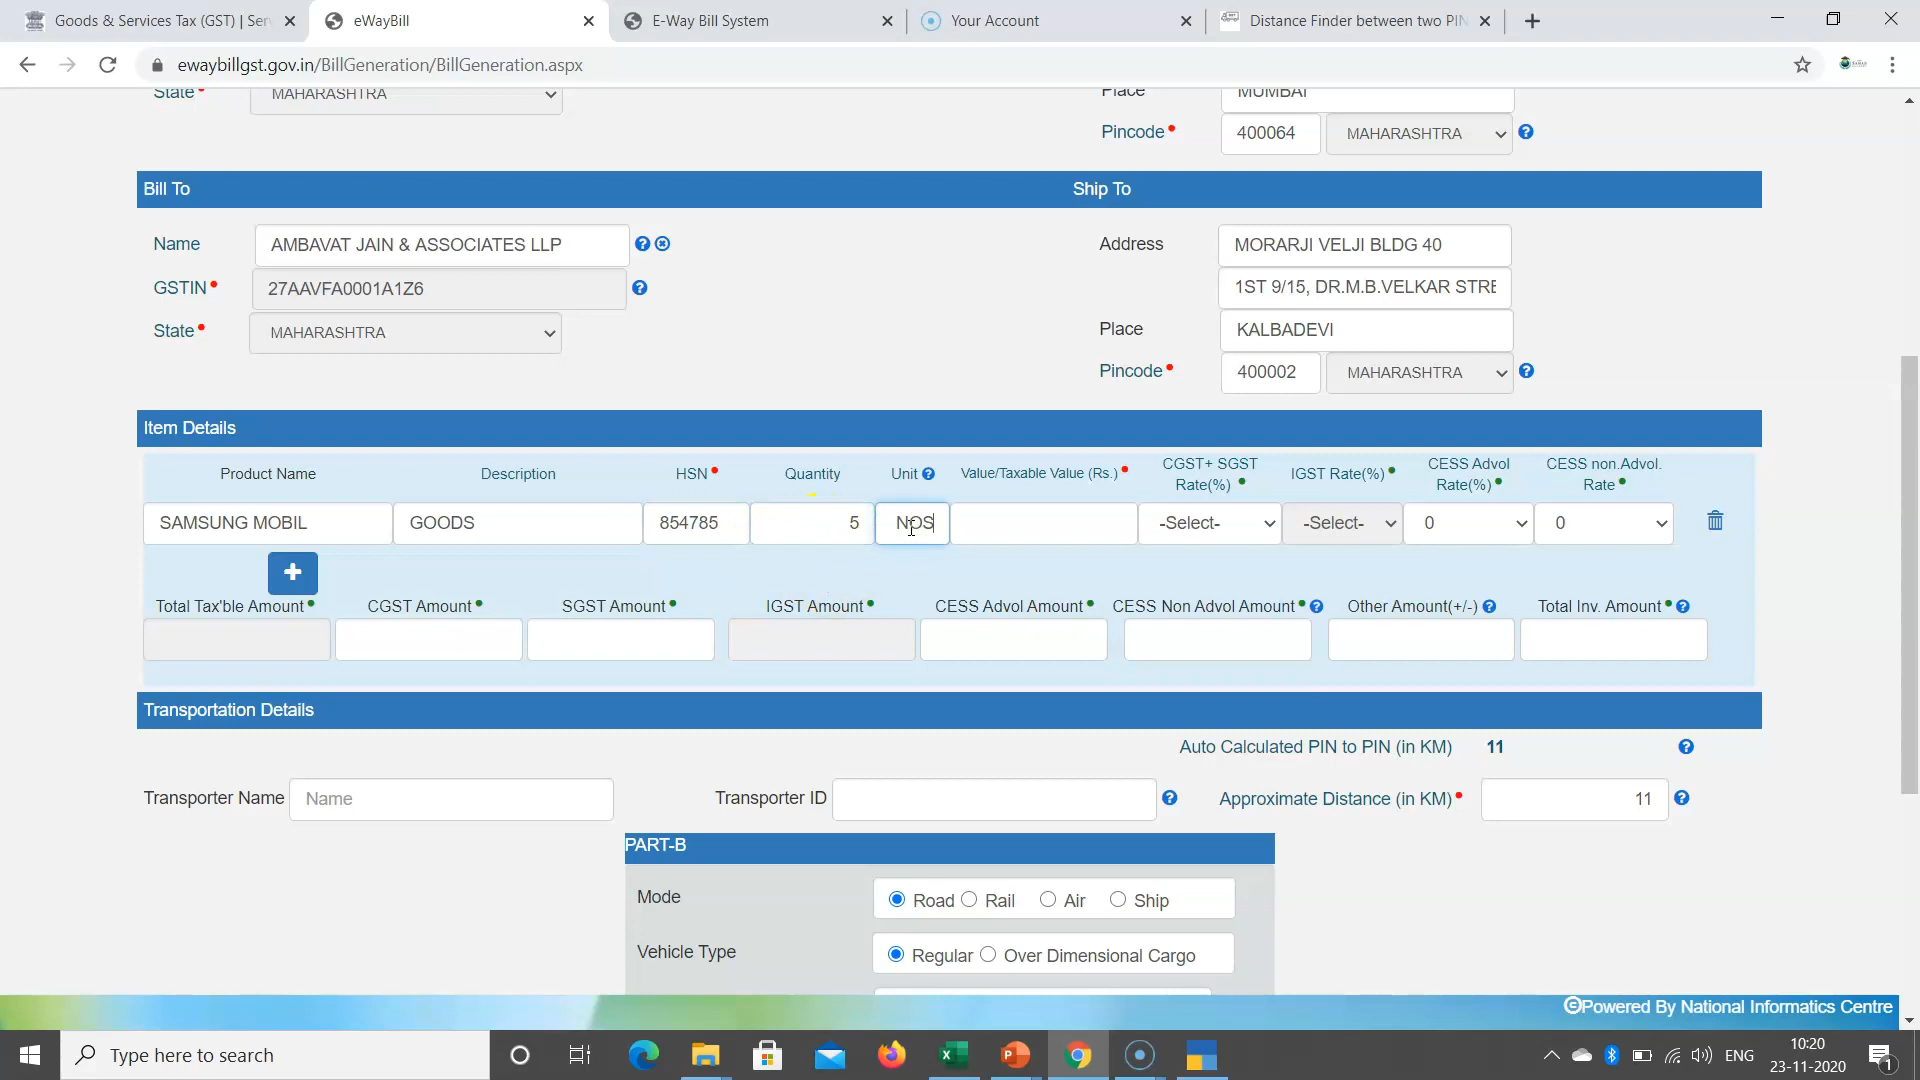 Goods & Services Tax (GST) | Ser
eWayBill
E-Way Bill System
Your Account
Distance Finder between two PIN
ewaybillgst.gov.in/BillGeneration/BillGeneration.aspx
State
MAHARASHTRA
Place
MUMBAI
Pincode
400064
MAHARASHTRA
Bill To
Ship To
Name
AMBAVAT JAIN & ASSOCIATES LLP
Address
MORARJI VELJI BLDG 40
GSTIN
27AAVFA0001A1Z6
1ST 9/15, DR.M.B.VELKAR STRE
State
MAHARASHTRA
Place
KALBADEVI
Pincode
400002
MAHARASHTRA
Item Details
Product Name
Description
HSN
Quantity
Unit
Value/Taxable Value (Rs.)
CGST+ SGST
Rate(%)
IGST Rate(%)
CESS Advol
Rate(%)
CESS non.Advol.
Rate
SAMSUNG MOBIL
GOODS
854785
5
NOS
-Select-
-Select-
0
0
+
Total Tax'ble Amount
CGST Amount
SGST Amount
IGST Amount
CESS Advol Amount
CESS Non Advol Amount
Other Amount(+/-)
Total Inv. Amount
Transportation Details
Auto Calculated PIN to PIN (in KM)
11
Transporter Name
Name
Transporter ID
Approximate Distance (in KM)
11
PART-B
Mode
Road
Rail
Air
Ship
Vehicle Type
Regular
Over Dimensional Cargo
©Powered By National Informatics Centre
Type here to search
ENG
10:20
23-11-2020
1